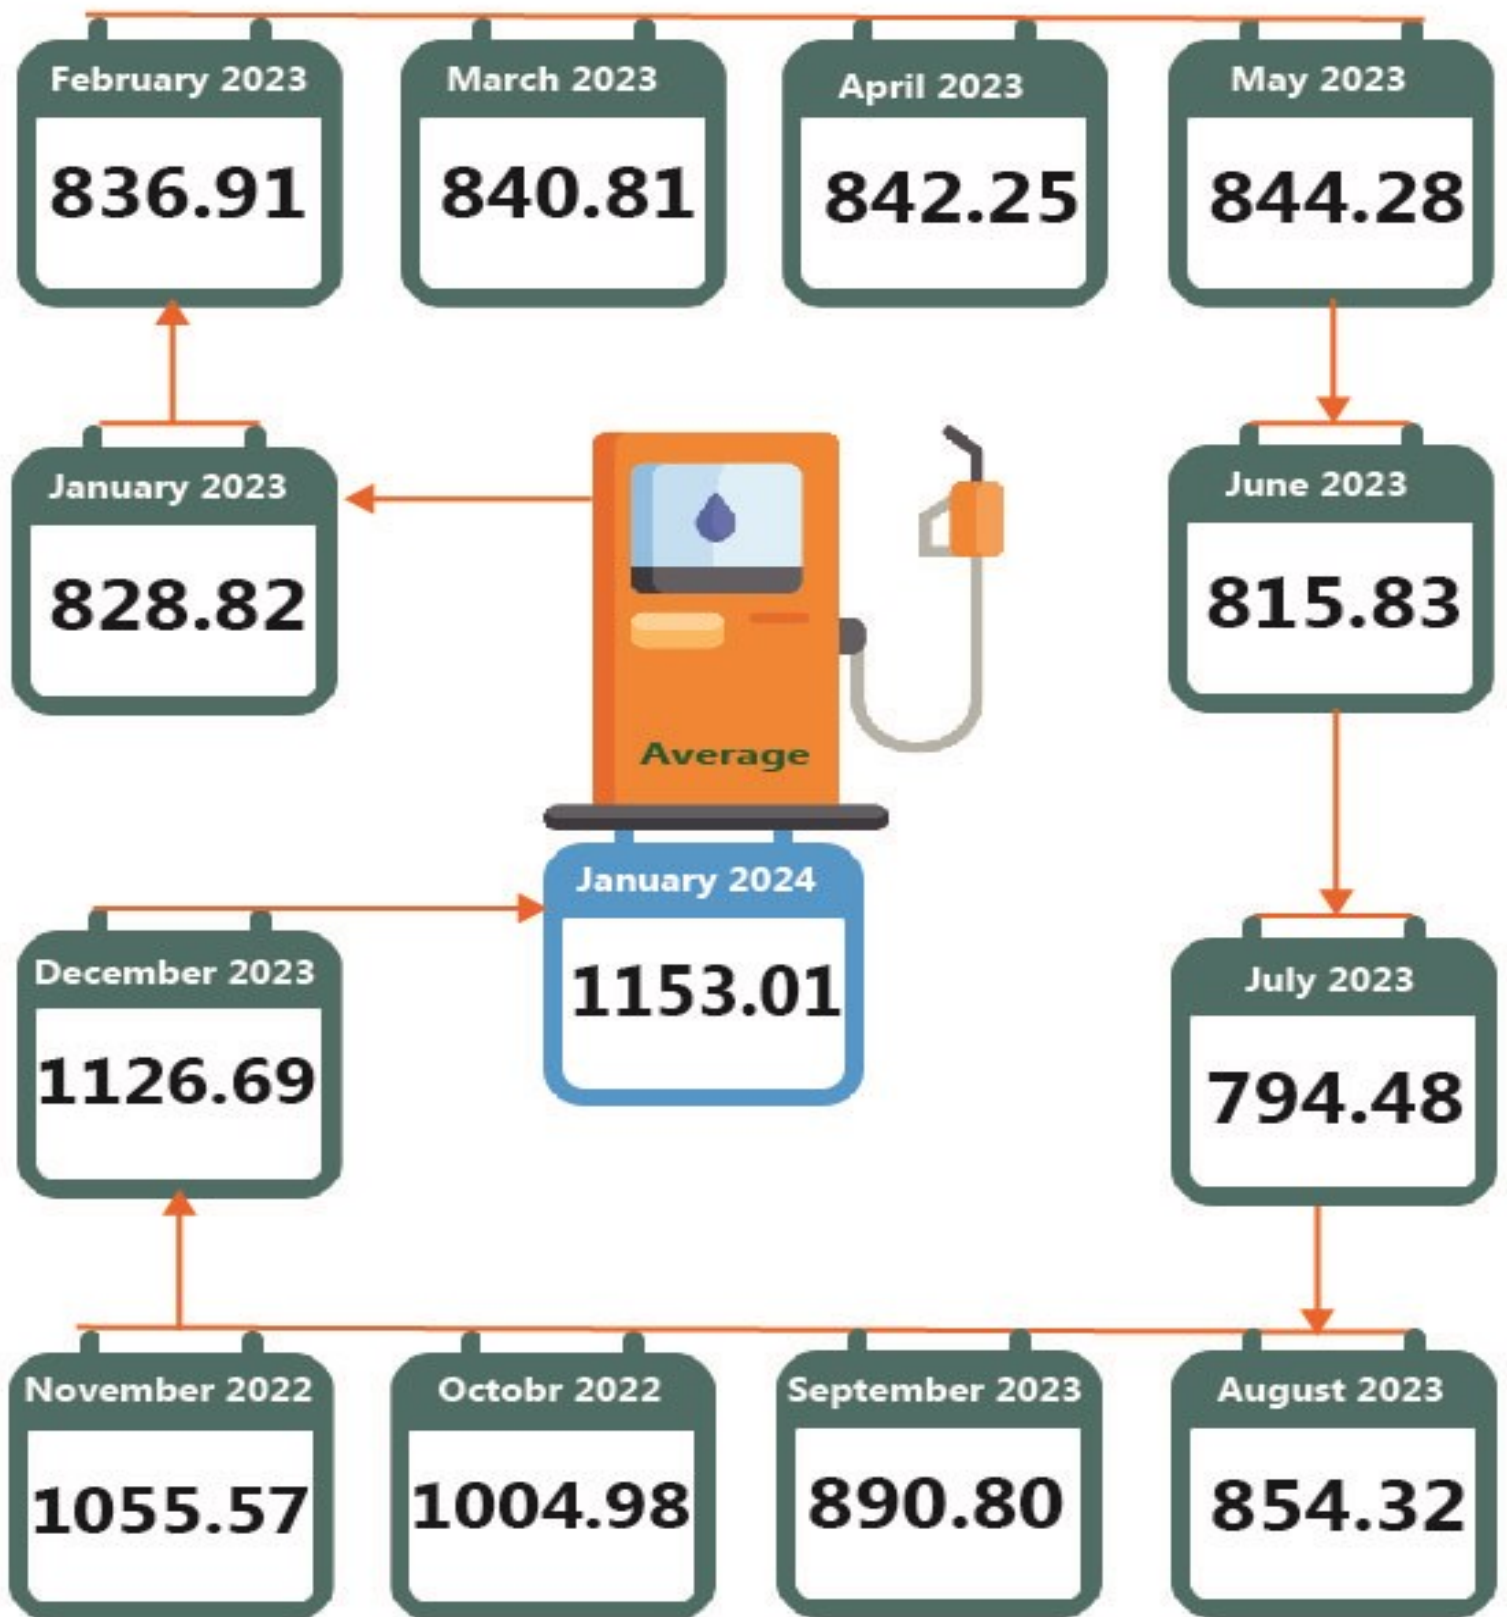 February 2023
836.91
March 2023
840.81
April 2023
842.25
May 2023
844.28
January 2023
828.82
Average
June 2023
815.83
December 2023
1126.69
January 2024
1153.01
July 2023
794.48
November 2022
1055.57
Octobr 2022
1004.98
September 2023
890.80
August 2023
854.32